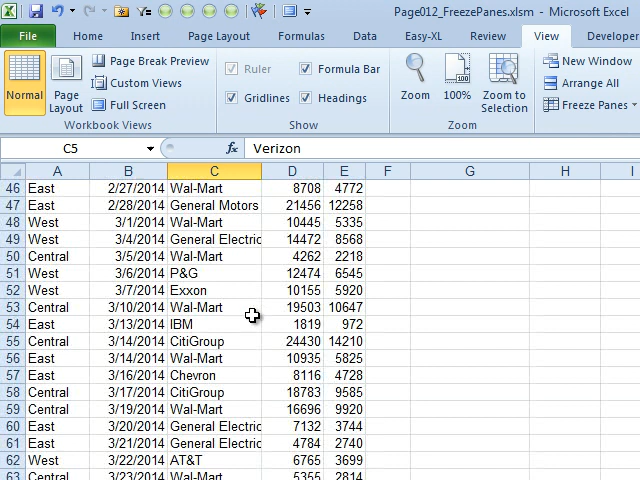 Page012_FreezePanes.xlsm - Microsoft Excel
File Home Insert Page Layout Formulas Data Easy-XL Review View Developer
Normal Page Layout Page Break Preview Custom Views Full Screen
Workbook Views
Ruler Formula Bar
Gridlines Headings
Show
Zoom 100% Zoom to Selection
Zoom
New Window
Arrange All
Freeze Panes
C5 fx Verizon
A B C D E F G H I
46 East 2/27/2014 Wal-Mart 8708 4772
47 East 2/28/2014 General Motors 21456 12258
48 West 3/1/2014 Wal-Mart 10445 5335
49 West 3/4/2014 General Electric 14472 8568
50 Central 3/5/2014 Wal-Mart 4262 2218
51 West 3/6/2014 P&G 12474 6545
52 West 3/7/2014 Exxon 10155 5920
53 Central 3/10/2014 Wal-Mart 19503 10647
54 East 3/13/2014 IBM 1819 972
55 Central 3/14/2014 CitiGroup 24430 14210
56 East 3/14/2014 Wal-Mart 10935 5825
57 East 3/16/2014 Chevron 8116 4728
58 Central 3/17/2014 CitiGroup 18783 9585
59 Central 3/19/2014 Wal-Mart 16696 9920
60 East 3/20/2014 General Electric 7132 3744
61 East 3/21/2014 General Electric 4784 2740
62 West 3/22/2014 AT&T 6765 3699
63 Central 3/23/2014 Wal-Mart 5355 2814